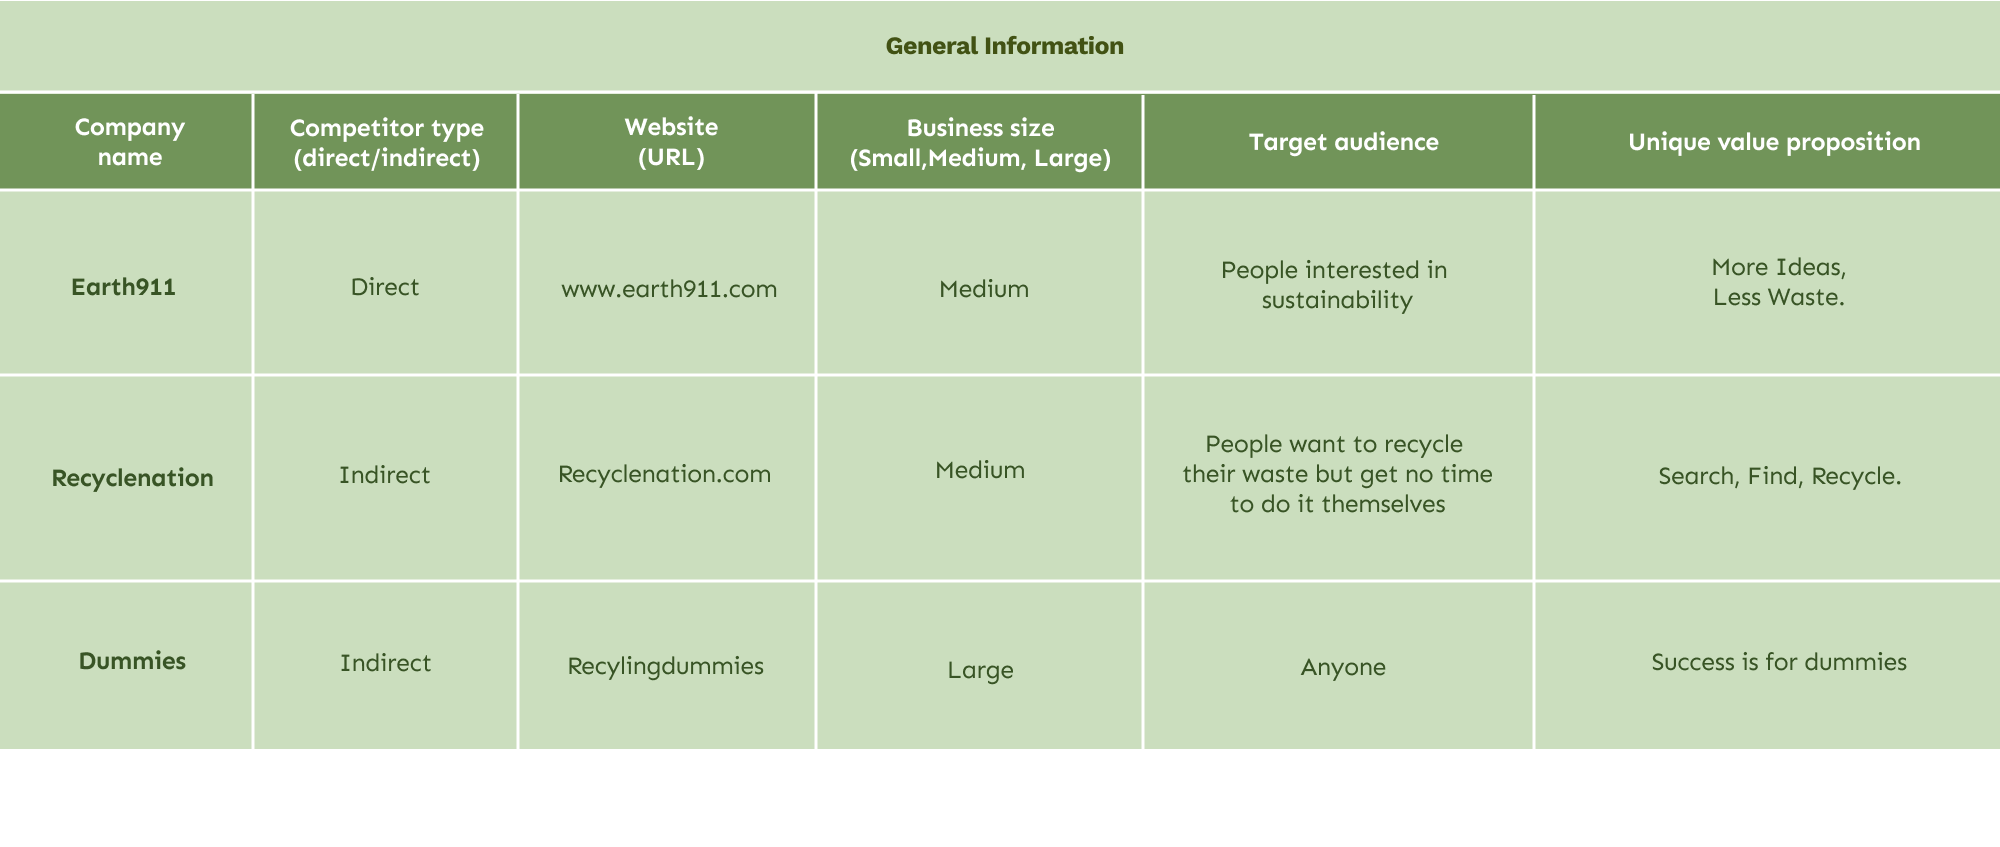 General Information
Company
name
Competitor type
(direct/indirect)
Website
(URL)
Business size
(Small,Medium, Large)
Target audience
Unique value proposition
Earth911
Direct
www.earth911.com
Medium
People interested in
sustainability
More Ideas,
Less Waste.
Recyclenation
Indirect
Recyclenation.com
Medium
People want to recycle
their waste but get no time
to do it themselves
Search, Find, Recycle.
Dummies
Indirect
Recylingdummies
Large
Anyone
Success is for dummies